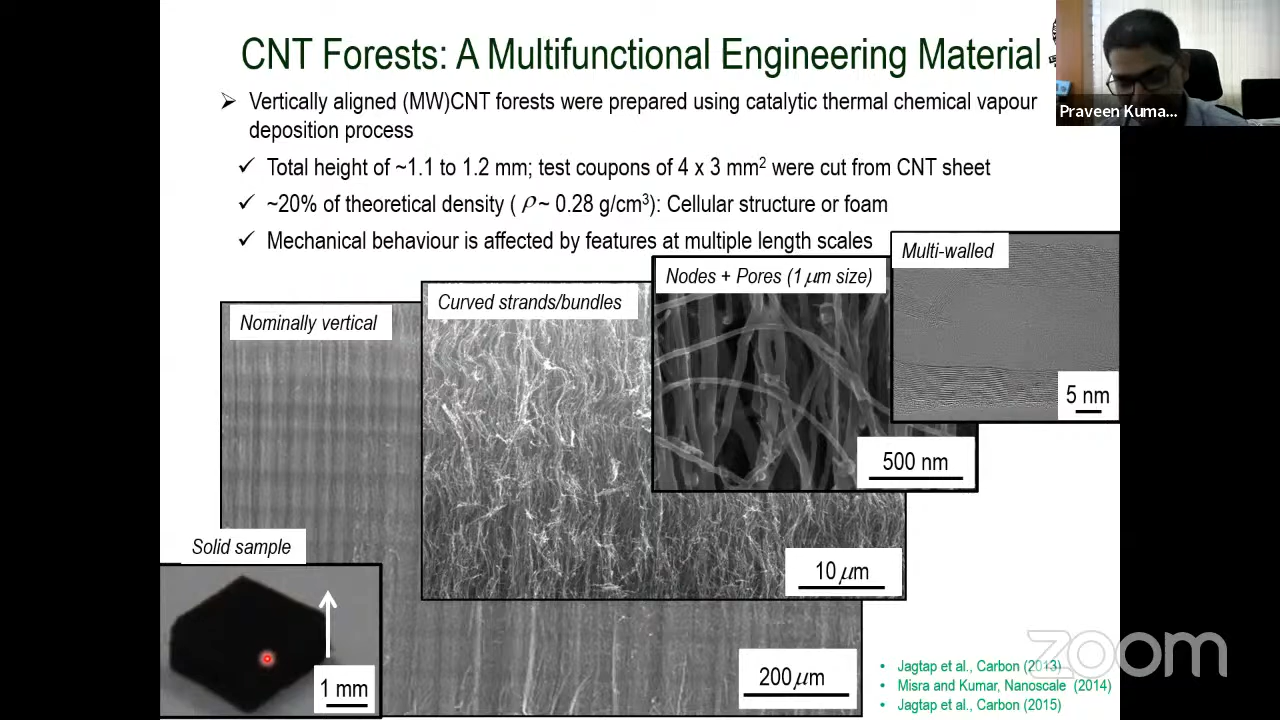 CNT Forests: A Multifunctional Engineering Material
Praveen Kuma...
➢ Vertically aligned (MW)CNT forests were prepared using catalytic thermal chemical vapour
deposition process
✓ Total height of ~1.1 to 1.2 mm; test coupons of 4 x 3 mm² were cut from CNT sheet
✓ ~20% of theoretical density ( ρ ~ 0.28 g/cm³): Cellular structure or foam
✓ Mechanical behaviour is affected by features at multiple length scales
Multi-walled
Nodes + Pores (1 μm size)
Curved strands/bundles
Nominally vertical
5 nm
500 nm
Solid sample
10 μm
200 μm
1 mm
zoom
• Jagtap et al., Carbon (2013)
• Misra and Kumar, Nanoscale (2014)
• Jagtap et al., Carbon (2015)